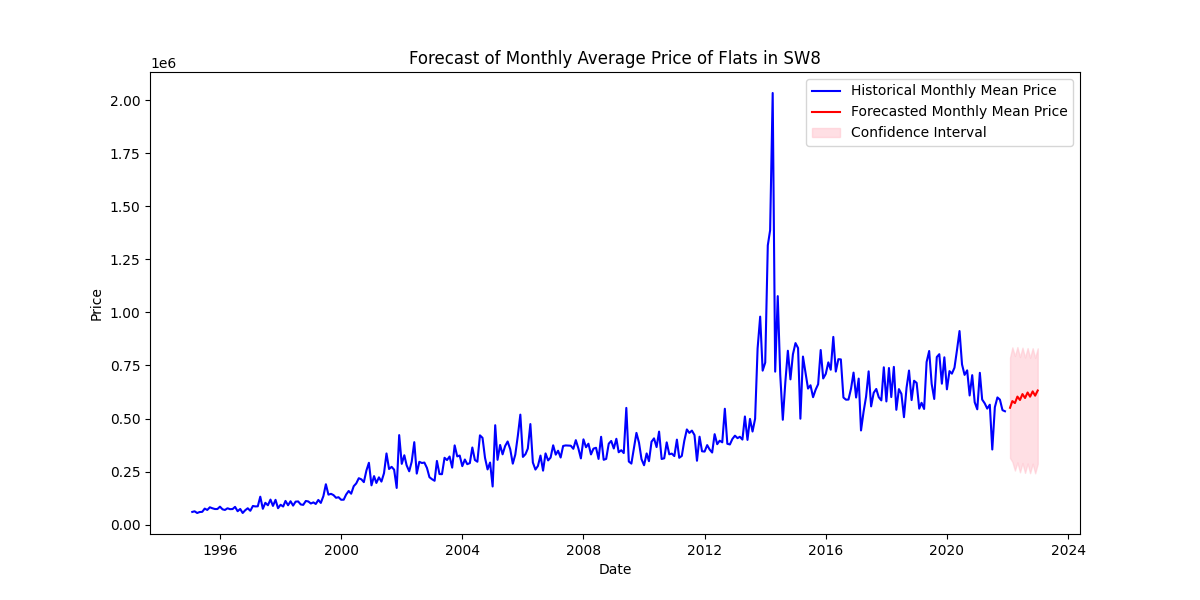 Forecast of Monthly Average Price of Flats in SW8
1e6
Historical Monthly Mean Price
Forecasted Monthly Mean Price
Confidence Interval
2.00
1.75
1.50
1.25
1.00
0.75
0.50
0.25
0.00
Price
1996 2000 2004 2008 2012 2016 2020 2024
Date